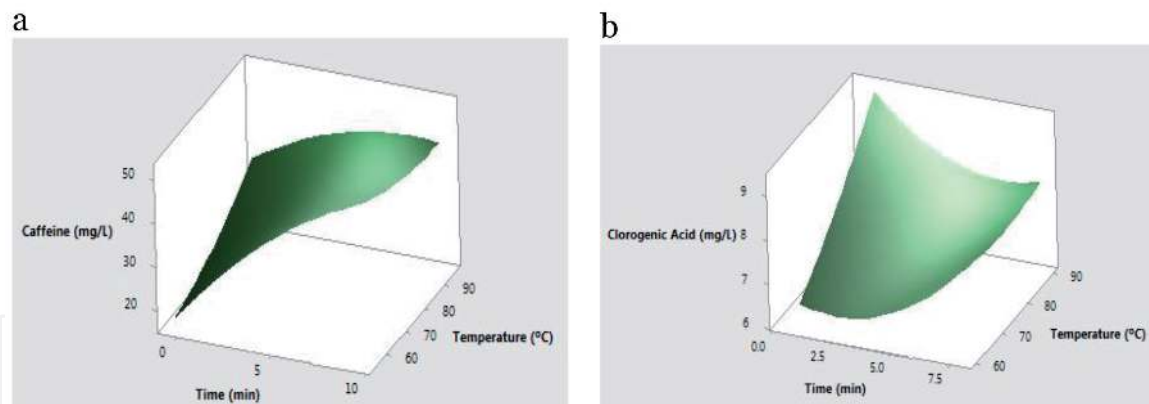 a
50
40
30
20
Caffeine (mg/L)
0
5
10
Time (min)
60
70
80
90
Temperature (ºC)
b
9
8
7
6
Clorogenic Acid (mg/L)
0.0
2.5
5.0
7.5
Time (min)
60
70
80
90
Temperature (ºC)